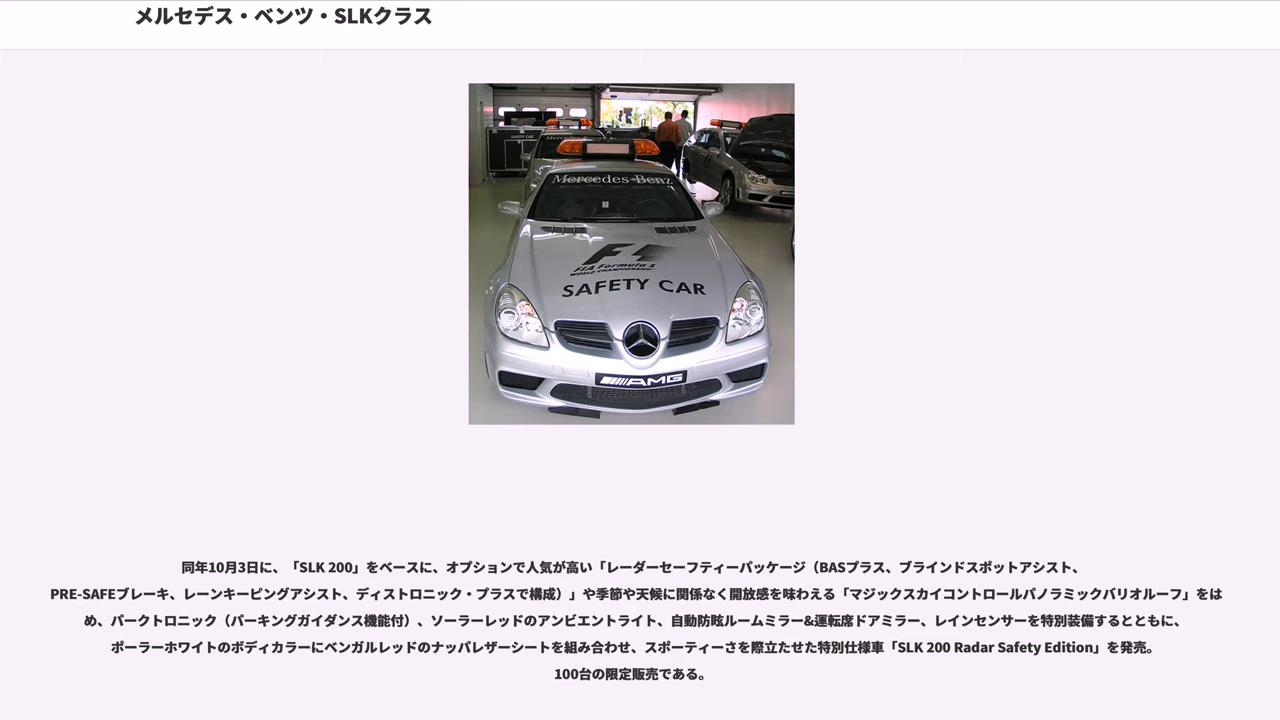 メルセデス・ベンツ・SLKクラス
SAFETY CAR
Mercedes-Benz
Mercedes-Benz
F1
FIA Formula 1
WORLD CHAMPIONSHIP
SAFETY CAR
AMG
同年10月3日に、「SLK 200」をベースに、オプションで人気が高い「レーダーセーフティーパッケージ（BASプラス、ブラインドスポットアシスト、
PRE-SAFEブレーキ、レーンキーピングアシスト、ディストロニック・プラスで構成）」や季節や天候に関係なく開放感を味わえる「マジックスカイコントロールパノラミックバリオルーフ」をは
め、パークトロニック（パーキングガイダンス機能付）、ソーラーレッドのアンビエントライト、自動防眩ルームミラー&運転席ドアミラー、レインセンサーを特別装備するとともに、
ポーラーホワイトのボディカラーにベンガルレッドのナッパレザーシートを組み合わせ、スポーティーさを際立たせた特別仕様車「SLK 200 Radar Safety Edition」を発売。
100台の限定販売である。